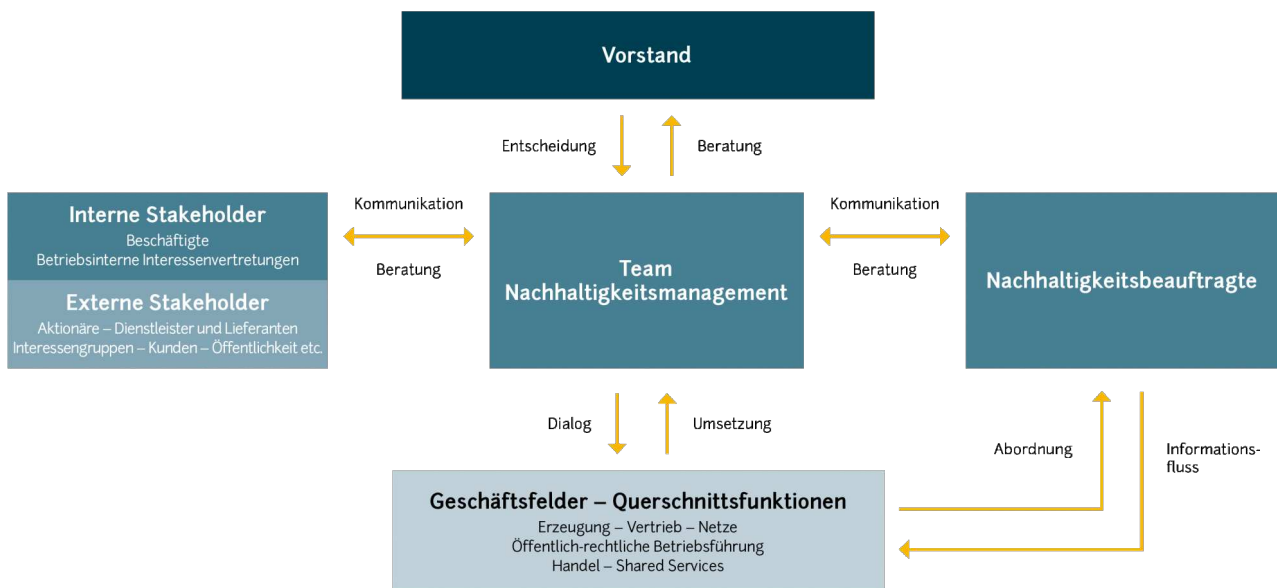 Vorstand
Entscheidung
Beratung
Interne Stakeholder
Beschäftigte
Betriebsinterne Interessenvertretungen
Externe Stakeholder
Aktionäre – Dienstleister und Lieferanten
Interessengruppen – Kunden – Öffentlichkeit etc.
Kommunikation
Beratung
Team
Nachhaltigkeitsmanagement
Kommunikation
Beratung
Nachhaltigkeitsbeauftragte
Dialog
Umsetzung
Abordnung
Informations-
fluss
Geschäftsfelder – Querschnittsfunktionen
Erzeugung – Vertrieb – Netze
Öffentlich-rechtliche Betriebsführung
Handel – Shared Services